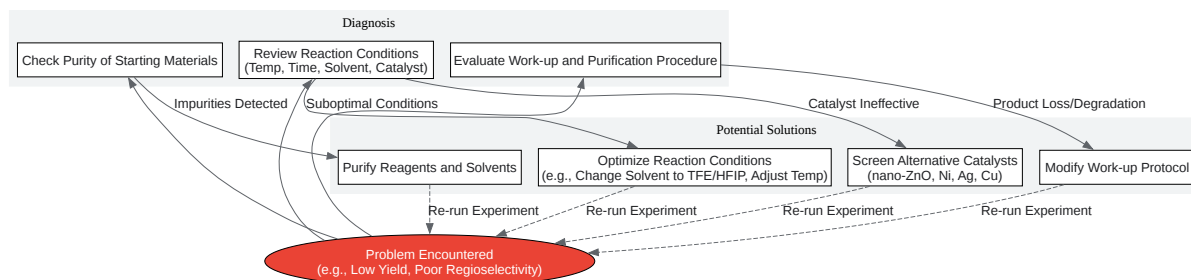 Diagnosis
Check Purity of Starting Materials
Review Reaction Conditions
(Temp, Time, Solvent, Catalyst)
Evaluate Work-up and Purification Procedure
Impurities Detected
Suboptimal Conditions
Catalyst Ineffective
Product Loss/Degradation
Potential Solutions
Purify Reagents and Solvents
Optimize Reaction Conditions
(e.g., Change Solvent to TFE/HFIP, Adjust Temp)
Screen Alternative Catalysts
(nano-ZnO, Ni, Ag, Cu)
Modify Work-up Protocol
Re-run Experiment
Re-run Experiment
Re-run Experiment
Re-run Experiment
Problem Encountered
(e.g., Low Yield, Poor Regioselectivity)